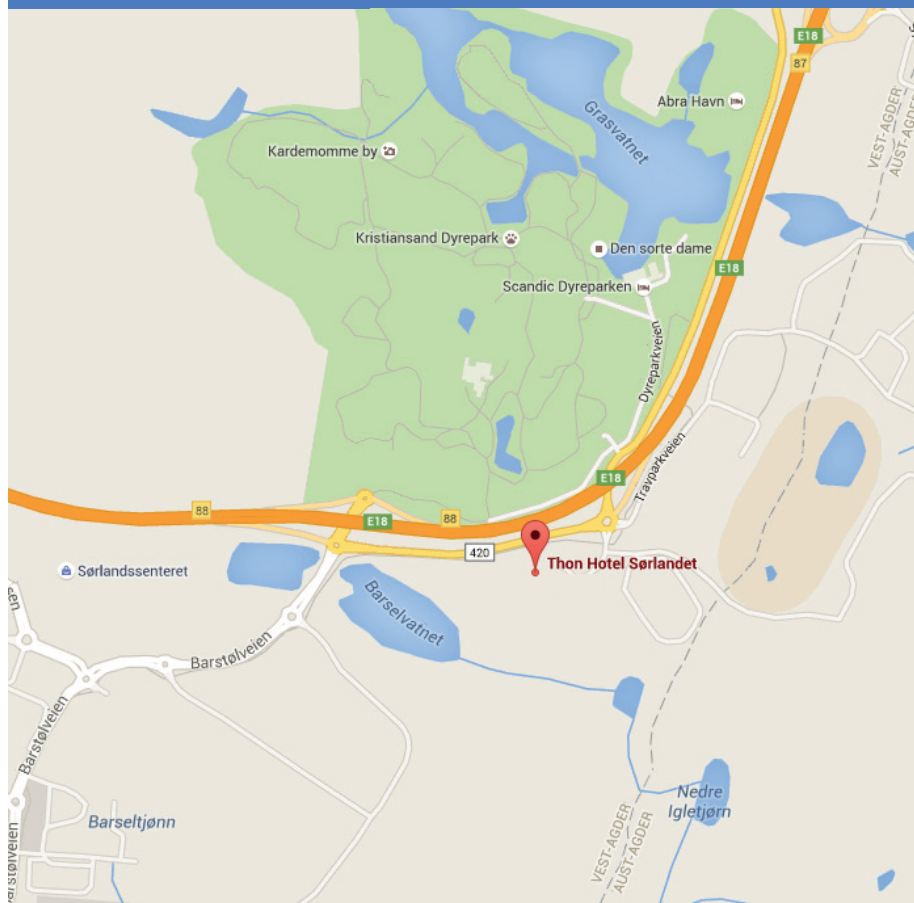 E18
87
Abra Havn
Grasvatnet
VEST-AGDER
AUST-AGDER
Kardemomme by
Kristiansand Dyrepark
Den sorte dame
E18
Scandic Dyreparken
Dyreparkveien
Travparkveien
E18
88
E18
88
420
Thon Hotel Sørlandet
Sørlandssenteret
Barselvatnet
Barstølveien
Barstølveien
Nedre
Igletjørn
Barseltjønn
VEST-AGDER
AUST-AGDER